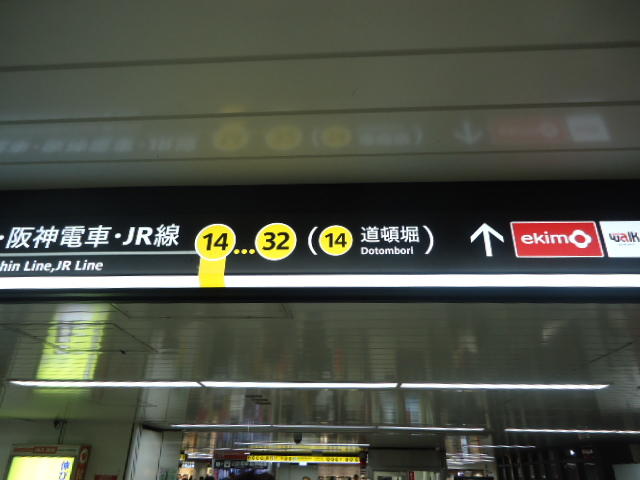 ・阪神電車・JR線 14…32 (14 道頓堀) ↑ ekimo walk
hin Line,JR Line Dotombori